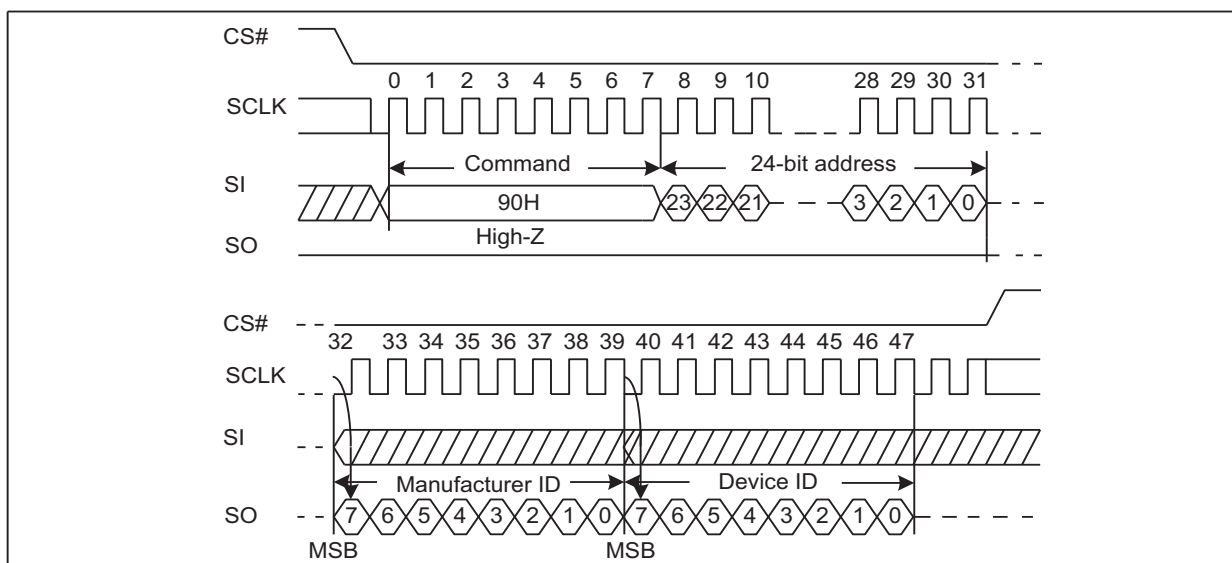 CS#
0 1 2 3 4 5 6 7 8 9 10 28 29 30 31
SCLK
Command 24-bit address
SI
90H 23 22 21 3 2 1 0
High-Z
SO
CS#
32 33 34 35 36 37 38 39 40 41 42 43 44 45 46 47
SCLK
SI
Manufacturer ID Device ID
SO 7 6 5 4 3 2 1 0 7 6 5 4 3 2 1 0
MSB MSB